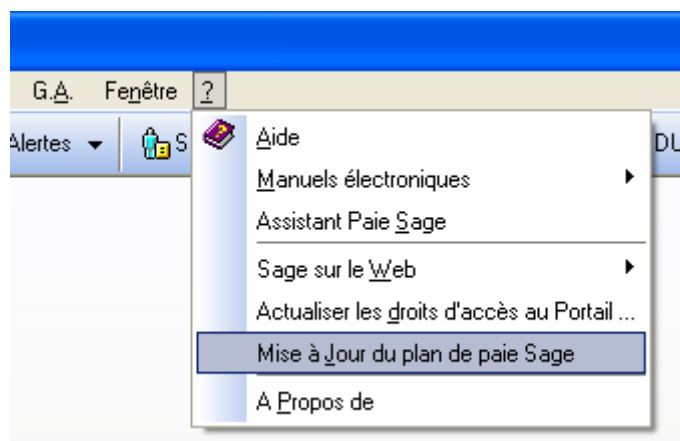 G.A. Fenêtre ?
Alertes S DU
Aide
Manuels électroniques
Assistant Paie Sage
Sage sur le Web
Actualiser les droits d'accès au Portail ...
Mise à Jour du plan de paie Sage
A Propos de